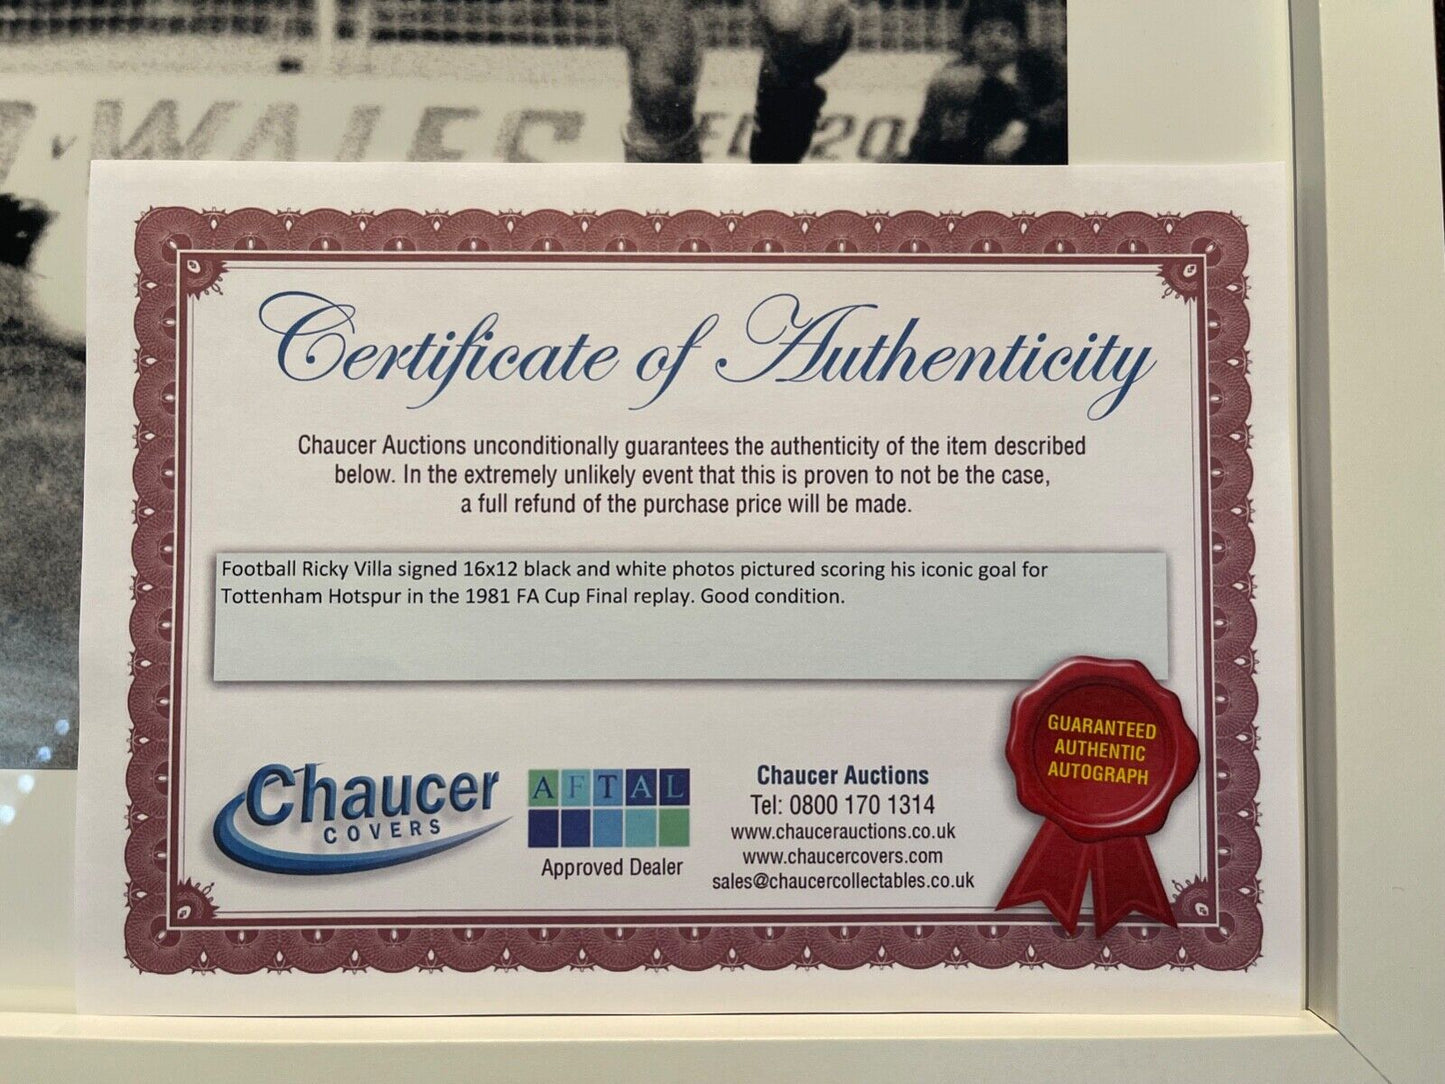 v WALES
20
Certificate of Authenticity
Chaucer Auctions unconditionally guarantees the authenticity of the item described
below. In the extremely unlikely event that this is proven to not be the case,
a full refund of the purchase price will be made.
Football Ricky Villa signed 16x12 black and white photos pictured scoring his iconic goal for
Tottenham Hotspur in the 1981 FA Cup Final replay. Good condition.
GUARANTEED
AUTHENTIC
AUTOGRAPH
Chaucer
COVERS
AFTAL
Approved Dealer
Chaucer Auctions
Tel: 0800 170 1314
www.chaucerauctions.co.uk
www.chaucercovers.com
sales@chaucercollectables.co.uk